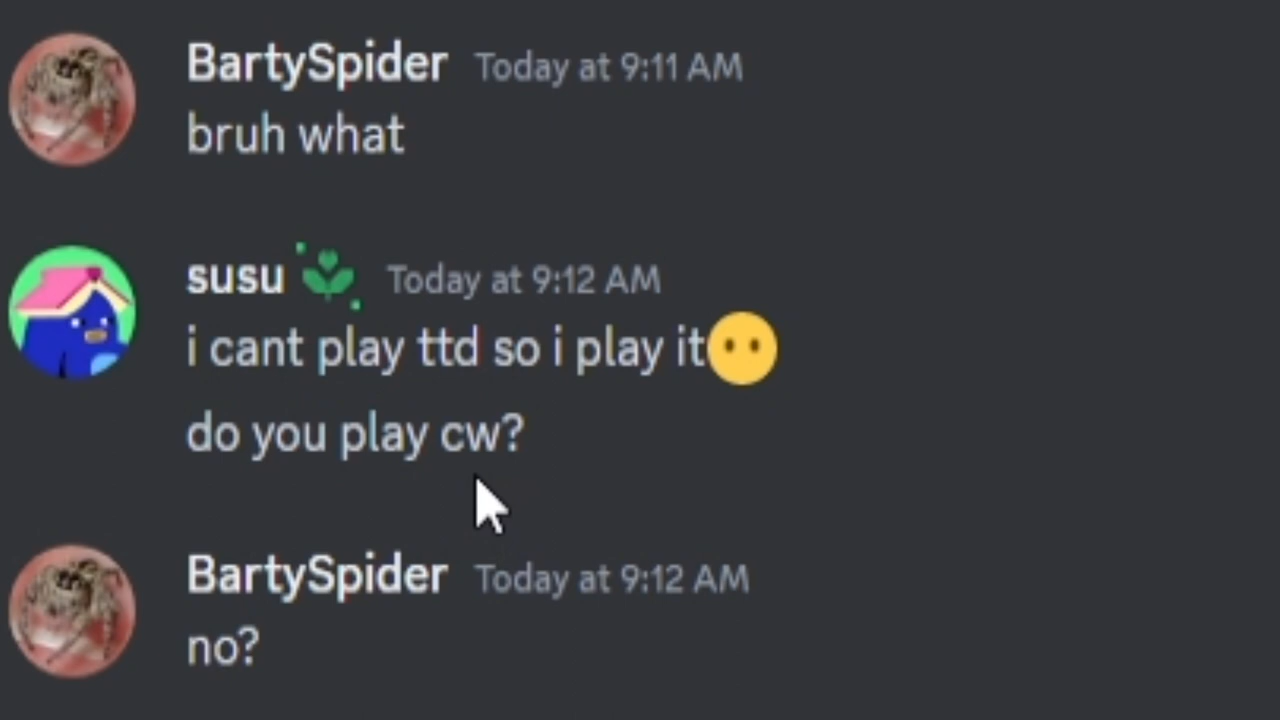 BartySpider Today at 9:11 AM
bruh what
susu Today at 9:12 AM
i cant play ttd so i play it😶
do you play cw?
BartySpider Today at 9:12 AM
no?